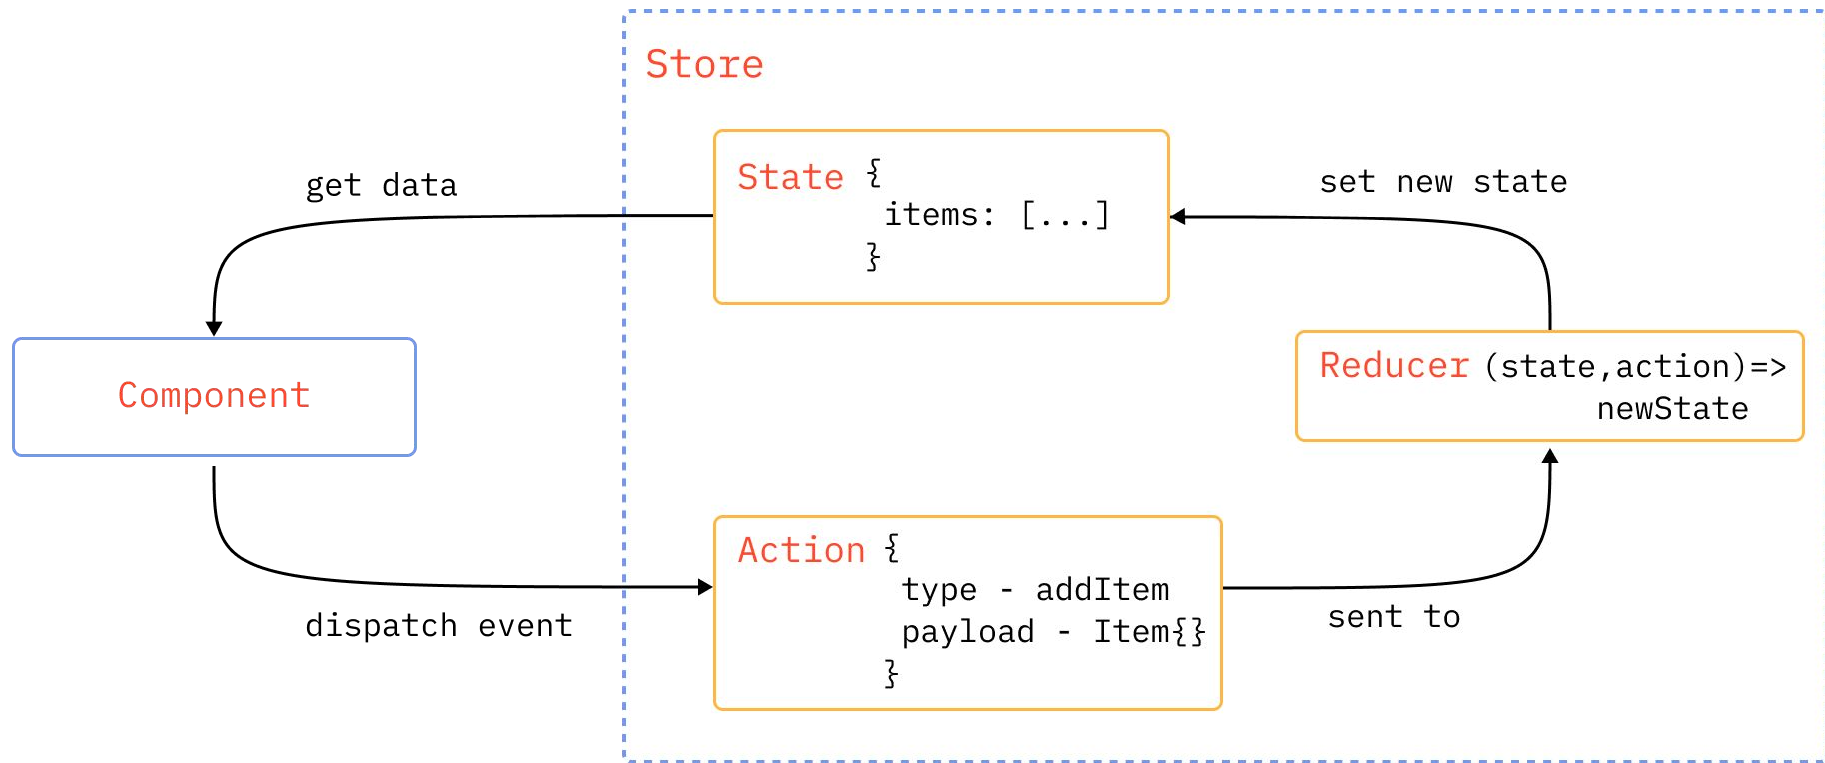 Store
get data
State {
items: [...]
}
set new state
Component
Reducer (state,action)=>
newState
Action {
type - addItem
payload - Item{}
}
dispatch event
sent to